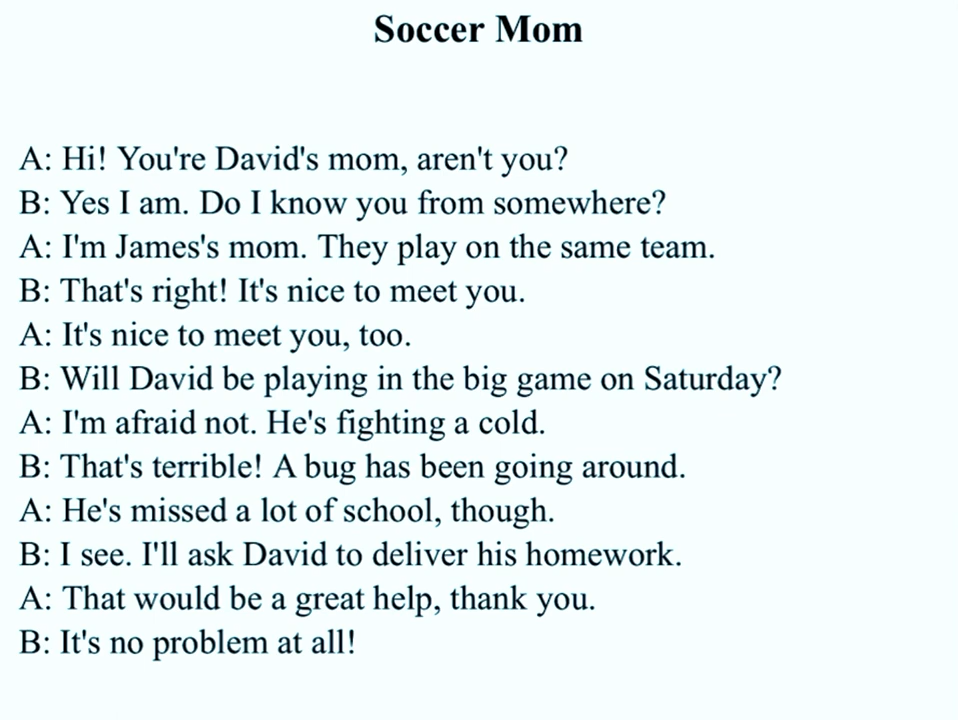 Soccer Mom
A: Hi! You're David's mom, aren't you?
B: Yes I am. Do I know you from somewhere?
A: I'm James's mom. They play on the same team.
B: That's right! It's nice to meet you.
A: It's nice to meet you, too.
B: Will David be playing in the big game on Saturday?
A: I'm afraid not. He's fighting a cold.
B: That's terrible! A bug has been going around.
A: He's missed a lot of school, though.
B: I see. I'll ask David to deliver his homework.
A: That would be a great help, thank you.
B: It's no problem at all!